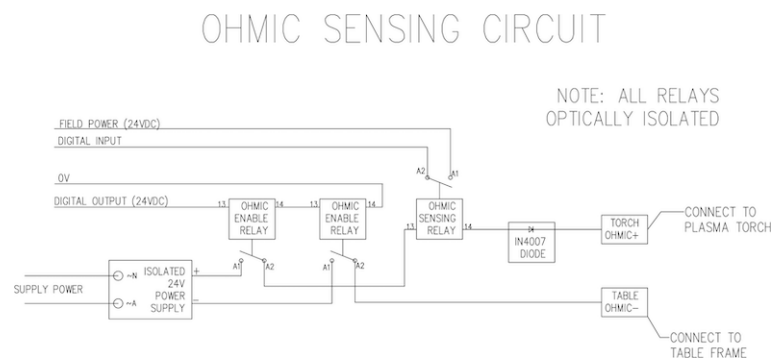 OHMIC SENSING CIRCUIT
NOTE: ALL RELAYS
OPTICALLY ISOLATED
FIELD POWER (24VDC)
DIGITAL INPUT
A2
A1
0V
DIGITAL OUTPUT (24VDC)
13
OHMIC
ENABLE
RELAY
14
13
OHMIC
ENABLE
RELAY
14
OHMIC
SENSING
RELAY
13
14
IN4007
DIODE
TORCH
OHMIC+
CONNECT TO
PLASMA TORCH
A1
A2
A1
A2
SUPPLY POWER
~N
~A
ISOLATED
24V
POWER
SUPPLY
+
-
TABLE
OHMIC-
CONNECT TO
TABLE FRAME